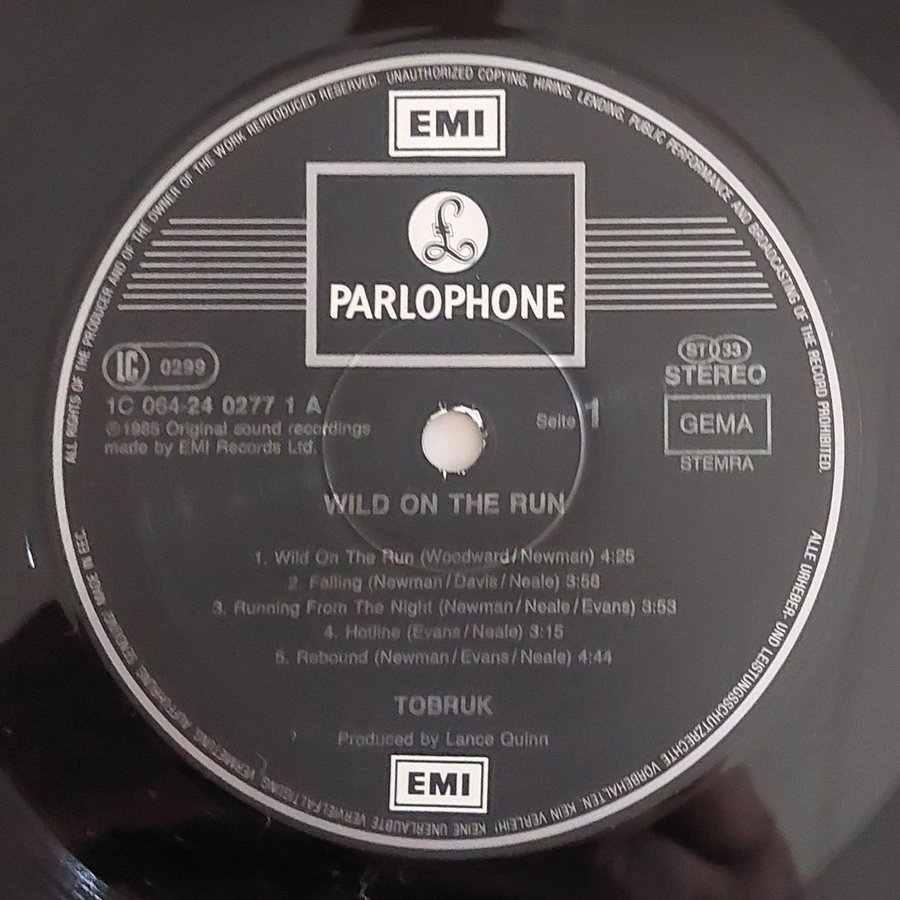 ALL RIGHTS OF THE PRODUCER AND OF THE OWNER OF THE WORK REPRODUCED RESERVED. UNAUTHORIZED COPYING, HIRING, LENDING, PUBLIC PERFORMANCE AND BROADCASTING OF THE RECORD PROHIBITED.
EMI
£
PARLOPHONE
LC 0299
ST 33
STEREO
1C 064-24 0277 1 A
℗ 1985 Original sound recordings
made by EMI Records Ltd.
Seite 1
GEMA
STEMRA
WILD ON THE RUN
1. Wild On The Run (Woodward/Newman) 4:25
2. Falling (Newman/Davis/Neale) 3:58
3. Running From The Night (Newman/Neale/Evans) 3:53
4. Hotline (Evans/Neale) 3:15
5. Rebound (Newman/Evans/Neale) 4:44
TOBRUK
Produced by Lance Quinn
EMI
ALLE URHEBER- UND LEISTUNGSSCHUTZRECHTE VORBEHALTEN. KEIN VERLEIH! KEINE UNERLAUBTE VERVIELFÄLTIGUNG, VERMIETUNG, AUFFÜHRUNG, SENDUNG! MADE IN EEC.